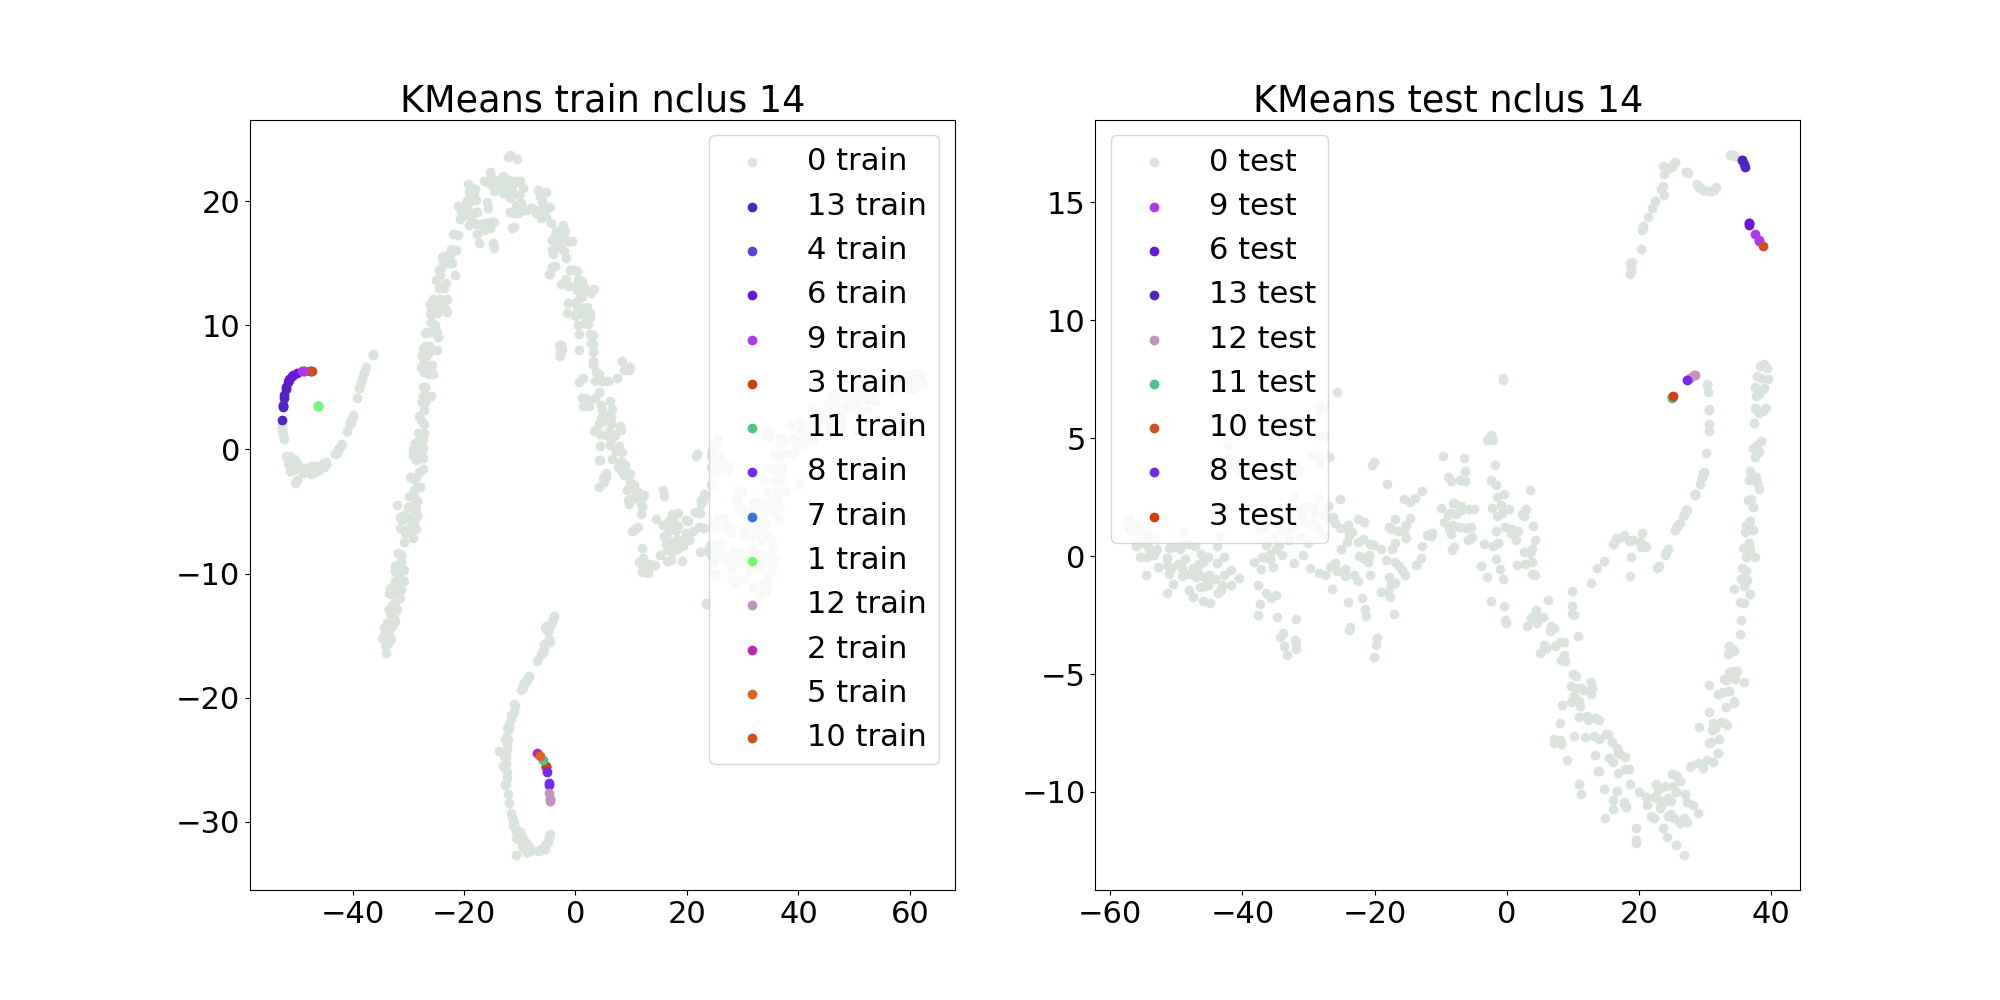 KMeans train nclus 14
20
10
0
−10
−20
−30
−40
−20
0
20
40
60
0 train
13 train
4 train
6 train
9 train
3 train
11 train
8 train
7 train
1 train
12 train
2 train
5 train
10 train
KMeans test nclus 14
15
10
5
0
−5
−10
−60
−40
−20
0
20
40
0 test
9 test
6 test
13 test
12 test
11 test
10 test
8 test
3 test